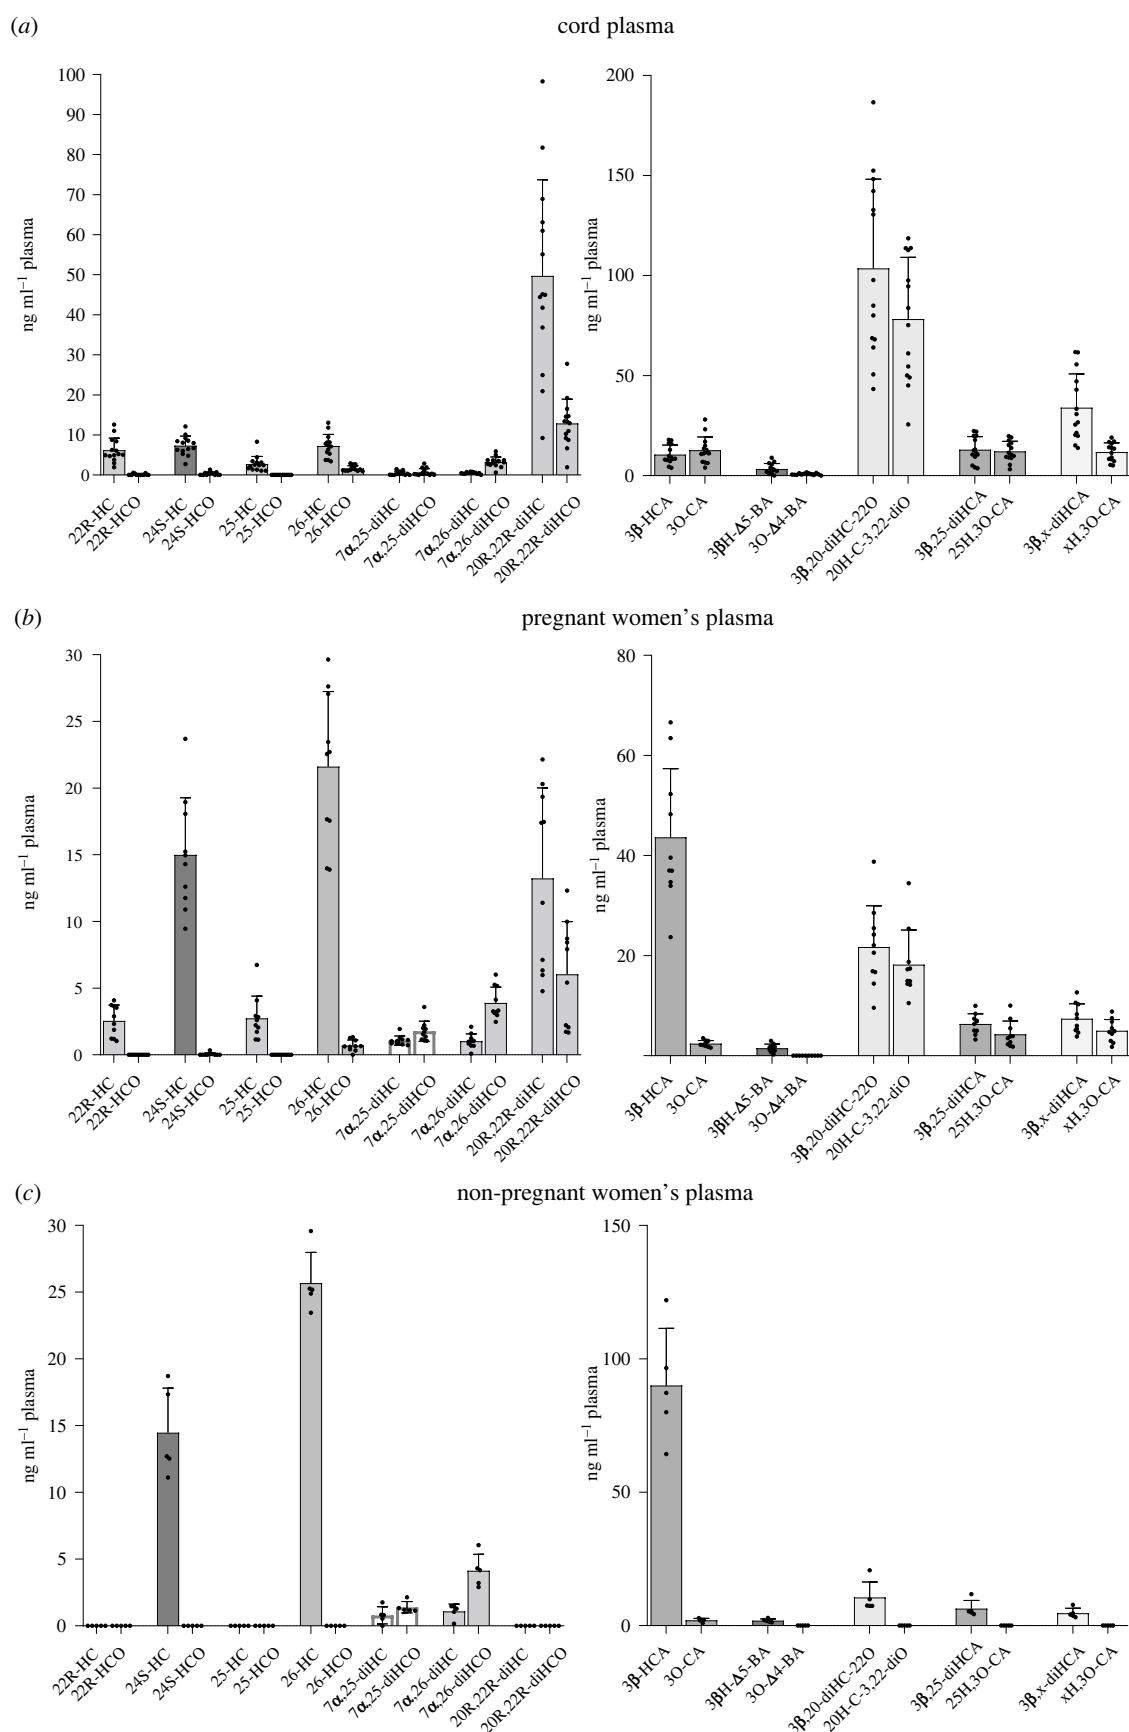 (a) cord plasma
100
90
80
70
60
50
40
30
20
10
0
ng ml⁻¹ plasma
22R-HC
22R-HCO
24S-HC
24S-HCO
25-HC
25-HCO
26-HC
26-HCO
7α,25-diHC
7α,25-diHCO
7α,26-diHC
7α,26-diHCO
20R,22R-diHC
20R,22R-diHCO
200
150
100
50
0
ng ml⁻¹ plasma
3β-HCA
3O-CA
3βH-Δ5-BA
3O-Δ4-BA
3β,20-diHC-22O
20H-C-3,22-diO
3β,25-diHCA
25H,3O-CA
3β,x-diHCA
xH,3O-CA
(b) pregnant women's plasma
30
25
20
15
10
5
0
ng ml⁻¹ plasma
22R-HC
22R-HCO
24S-HC
24S-HCO
25-HC
25-HCO
26-HC
26-HCO
7α,25-diHC
7α,25-diHCO
7α,26-diHC
7α,26-diHCO
20R,22R-diHC
20R,22R-diHCO
80
60
40
20
ng ml⁻¹ plasma
3β-HCA
3O-CA
3βH-Δ5-BA
3O-Δ4-BA
3β,20-diHC-22O
20H-C-3,22-diO
3β,25-diHCA
25H,3O-CA
3β,x-diHCA
xH,3O-CA
(c) non-pregnant women's plasma
30
25
20
15
10
5
0
ng ml⁻¹ plasma
22R-HC
22R-HCO
24S-HC
24S-HCO
25-HC
25-HCO
26-HC
26-HCO
7α,25-diHC
7α,25-diHCO
7α,26-diHC
7α,26-diHCO
20R,22R-diHC
20R,22R-diHCO
150
100
50
0
ng ml⁻¹ plasma
3β-HCA
3O-CA
3βH-Δ5-BA
3O-Δ4-BA
3β,20-diHC-22O
20H-C-3,22-diO
3β,25-diHCA
25H,3O-CA
3β,x-diHCA
xH,3O-CA